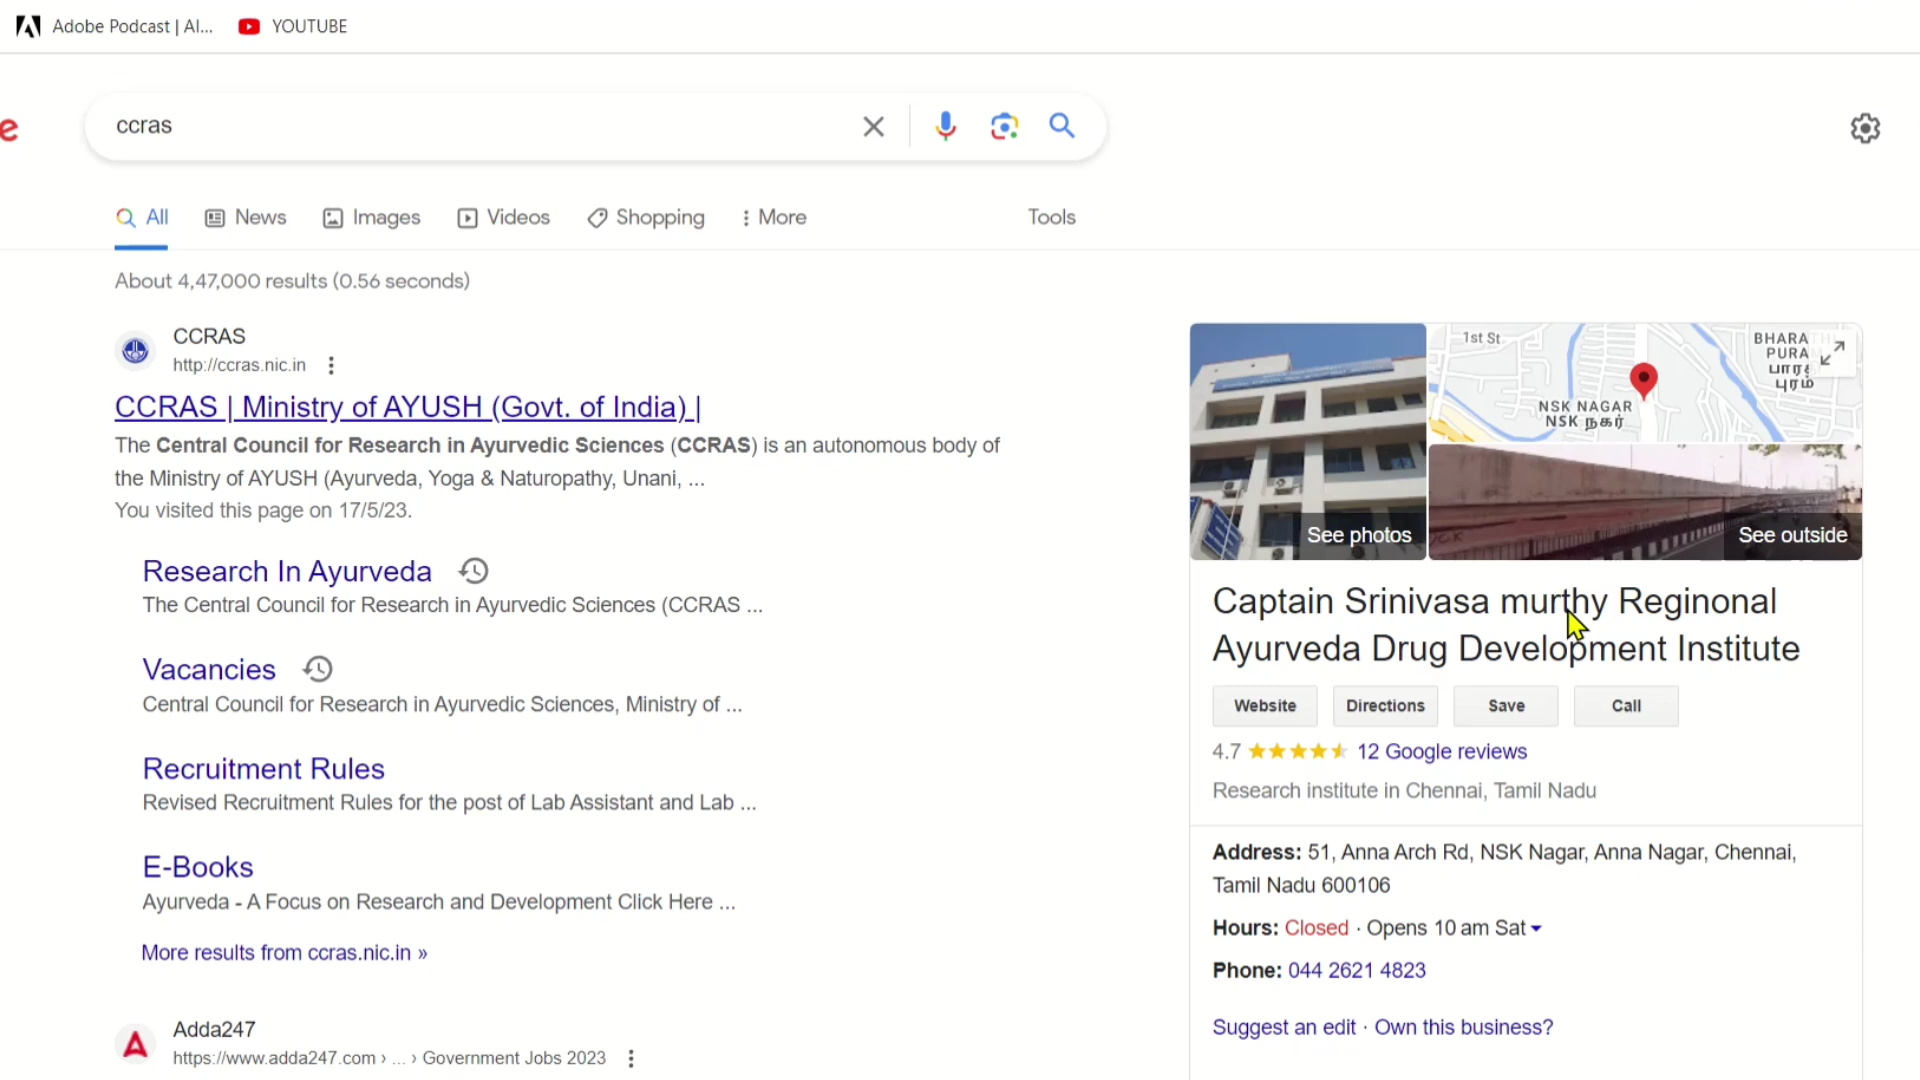 Adobe Podcast | AI...
YOUTUBE
e
ccras
All
News
Images
Videos
Shopping
More
Tools
About 4,47,000 results (0.56 seconds)
CCRAS
http://ccras.nic.in
CCRAS | Ministry of AYUSH (Govt. of India) |
The Central Council for Research in Ayurvedic Sciences (CCRAS) is an autonomous body of
the Ministry of AYUSH (Ayurveda, Yoga & Naturopathy, Unani, ...
You visited this page on 17/5/23.
Research In Ayurveda
The Central Council for Research in Ayurvedic Sciences (CCRAS ...
Vacancies
Central Council for Research in Ayurvedic Sciences, Ministry of ...
Recruitment Rules
Revised Recruitment Rules for the post of Lab Assistant and Lab ...
E-Books
Ayurveda - A Focus on Research and Development Click Here ...
More results from ccras.nic.in »
Adda247
https://www.adda247.com › ... › Government Jobs 2023
1st St
BHARATH
PURAM
NSK NAGAR
NSK நகர்
புரம்
See photos
See outside
Captain Srinivasa murthy Reginonal
Ayurveda Drug Development Institute
Website
Directions
Save
Call
4.7
12 Google reviews
Research institute in Chennai, Tamil Nadu
Address: 51, Anna Arch Rd, NSK Nagar, Anna Nagar, Chennai,
Tamil Nadu 600106
Hours: Closed · Opens 10 am Sat
Phone: 044 2621 4823
Suggest an edit · Own this business?